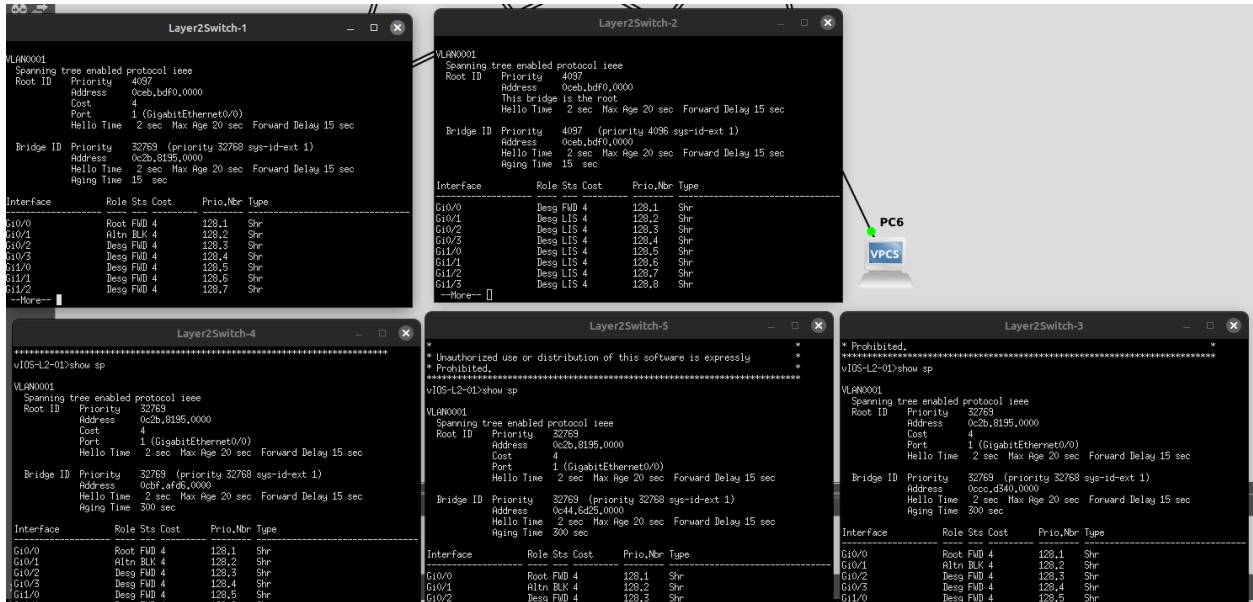 Layer2Switch-1
VLAN0001
Spanning tree enabled protocol ieee
Root ID Priority 4097
Address 0ceb.bdf0.0000
Cost 4
Port 1 (GigabitEthernet0/0)
Hello Time 2 sec Max Age 20 sec Forward Delay 15 sec
Bridge ID Priority 32769 (priority 32768 sys-id-ext 1)
Address 0c2b.8195.0000
Hello Time 2 sec Max Age 20 sec Forward Delay 15 sec
Aging Time 15 sec
Interface Role Sts Cost Prio.Nbr Type
Gi0/0 Root FWD 4 128.1 Shr
Gi0/1 Altn BLK 4 128.2 Shr
Gi0/2 Desg FWD 4 128.3 Shr
Gi0/3 Desg FWD 4 128.4 Shr
Gi1/0 Desg FWD 4 128.5 Shr
Gi1/1 Desg FWD 4 128.6 Shr
Gi1/2 Desg FWD 4 128.7 Shr
--More--
Layer2Switch-2
VLAN0001
Spanning tree enabled protocol ieee
Root ID Priority 4097
Address 0ceb.bdf0.0000
This bridge is the root
Hello Time 2 sec Max Age 20 sec Forward Delay 15 sec
Bridge ID Priority 4097 (priority 4096 sys-id-ext 1)
Address 0ceb.bdf0.0000
Hello Time 2 sec Max Age 20 sec Forward Delay 15 sec
Aging Time 15 sec
Interface Role Sts Cost Prio.Nbr Type
Gi0/0 Desg FWD 4 128.1 Shr
Gi0/1 Desg LIS 4 128.2 Shr
Gi0/2 Desg LIS 4 128.3 Shr
Gi0/3 Desg LIS 4 128.4 Shr
Gi1/0 Desg LIS 4 128.5 Shr
Gi1/1 Desg LIS 4 128.6 Shr
Gi1/2 Desg LIS 4 128.7 Shr
Gi1/3 Desg LIS 4 128.8 Shr
--More--
PC6
VPCS
Layer2Switch-4
**************************************************************************
vIOS-L2-01>show sp
VLAN0001
Spanning tree enabled protocol ieee
Root ID Priority 32769
Address 0c2b.8195.0000
Cost 4
Port 1 (GigabitEthernet0/0)
Hello Time 2 sec Max Age 20 sec Forward Delay 15 sec
Bridge ID Priority 32769 (priority 32768 sys-id-ext 1)
Address 0cbf.afd6.0000
Hello Time 2 sec Max Age 20 sec Forward Delay 15 sec
Aging Time 300 sec
Interface Role Sts Cost Prio.Nbr Type
Gi0/0 Root FWD 4 128.1 Shr
Gi0/1 Altn BLK 4 128.2 Shr
Gi0/2 Desg FWD 4 128.3 Shr
Gi0/3 Desg FWD 4 128.4 Shr
Gi1/0 Desg FWD 4 128.5 Shr
Layer2Switch-5
* *
* Unauthorized use or distribution of this software is expressly *
* Prohibited. *
**************************************************************************
vIOS-L2-01>show sp
VLAN0001
Spanning tree enabled protocol ieee
Root ID Priority 32769
Address 0c2b.8195.0000
Cost 4
Port 1 (GigabitEthernet0/0)
Hello Time 2 sec Max Age 20 sec Forward Delay 15 sec
Bridge ID Priority 32769 (priority 32768 sys-id-ext 1)
Address 0c44.6d25.0000
Hello Time 2 sec Max Age 20 sec Forward Delay 15 sec
Aging Time 300 sec
Interface Role Sts Cost Prio.Nbr Type
Gi0/0 Root FWD 4 128.1 Shr
Gi0/1 Altn BLK 4 128.2 Shr
Gi0/2 Desg FWD 4 128.3 Shr
Layer2Switch-3
* Prohibited. *
**************************************************************************
vIOS-L2-01>show sp
VLAN0001
Spanning tree enabled protocol ieee
Root ID Priority 32769
Address 0c2b.8195.0000
Cost 4
Port 1 (GigabitEthernet0/0)
Hello Time 2 sec Max Age 20 sec Forward Delay 15 sec
Bridge ID Priority 32769 (priority 32768 sys-id-ext 1)
Address 0ccc.d340.0000
Hello Time 2 sec Max Age 20 sec Forward Delay 15 sec
Aging Time 300 sec
Interface Role Sts Cost Prio.Nbr Type
Gi0/0 Root FWD 4 128.1 Shr
Gi0/1 Altn BLK 4 128.2 Shr
Gi0/2 Desg FWD 4 128.3 Shr
Gi0/3 Desg FWD 4 128.4 Shr
Gi1/0 Desg FWD 4 128.5 Shr